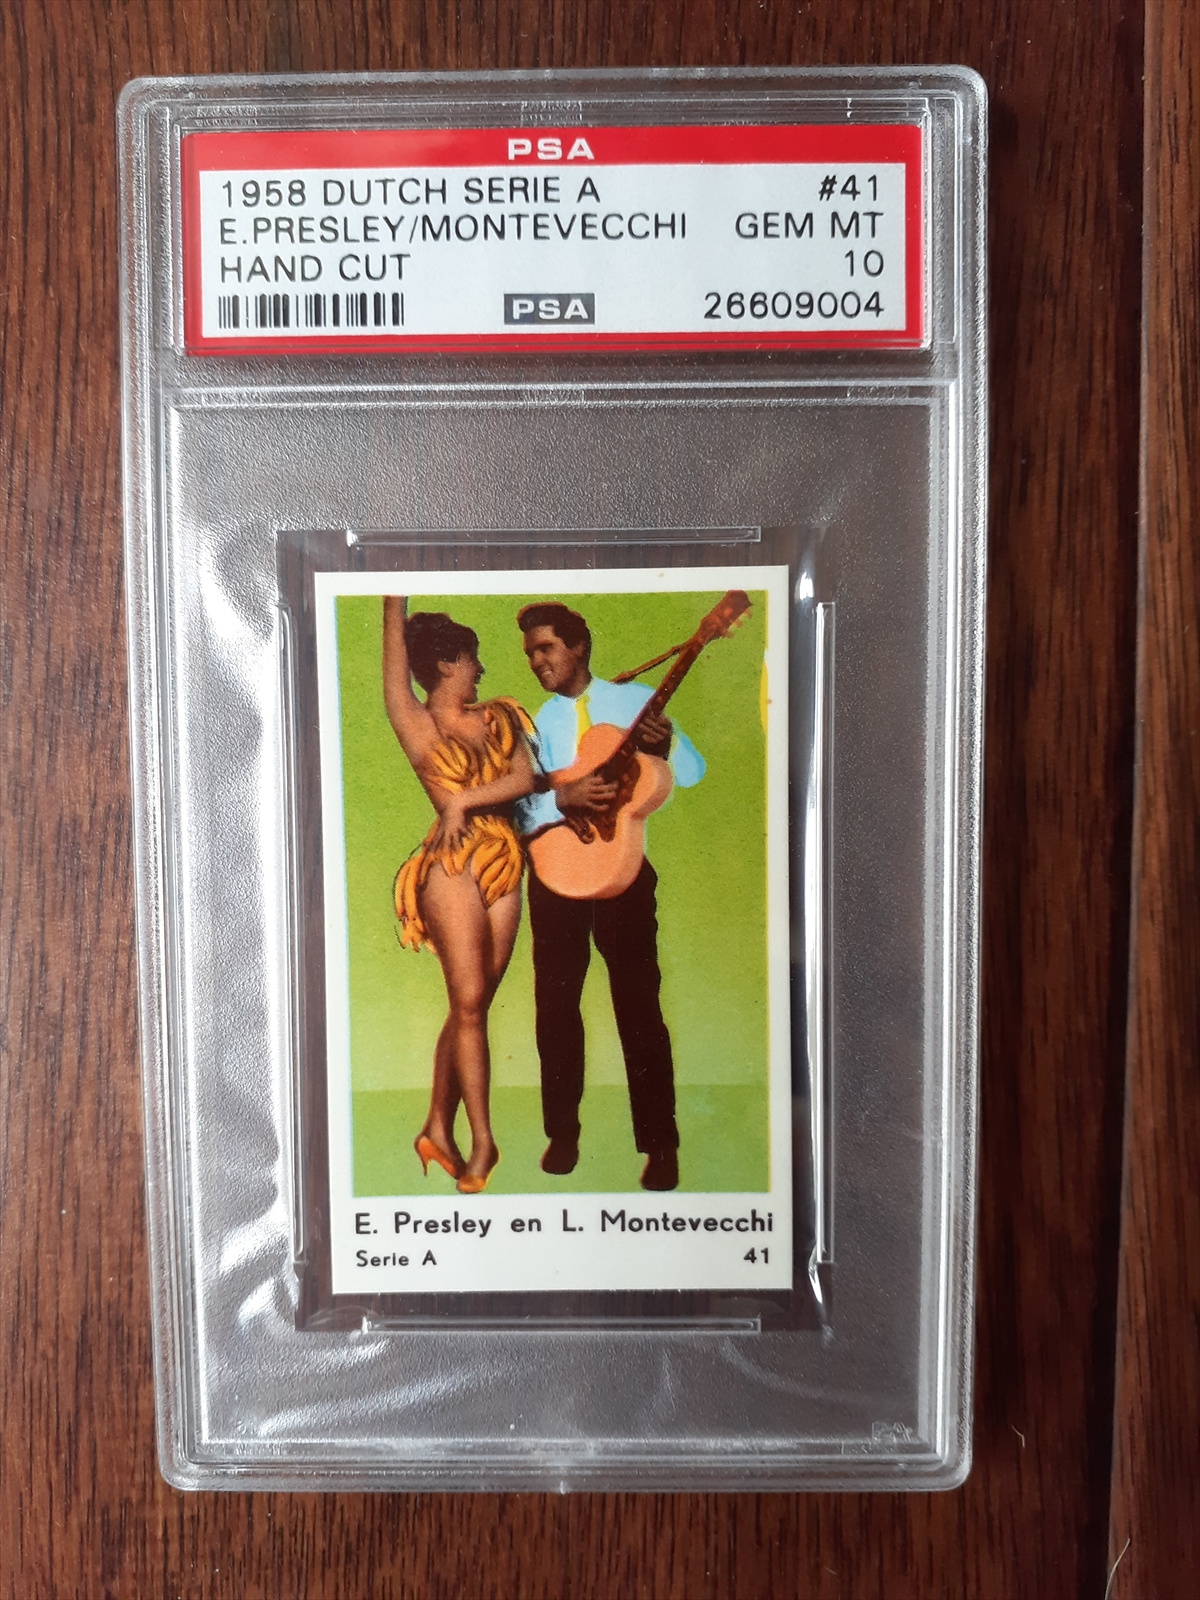 PSA
1958 DUTCH SERIE A #41
E.PRESLEY/MONTEVECCHI GEM MT
HAND CUT 10
PSA 26609004
E. Presley en L. Montevecchi
Serie A 41